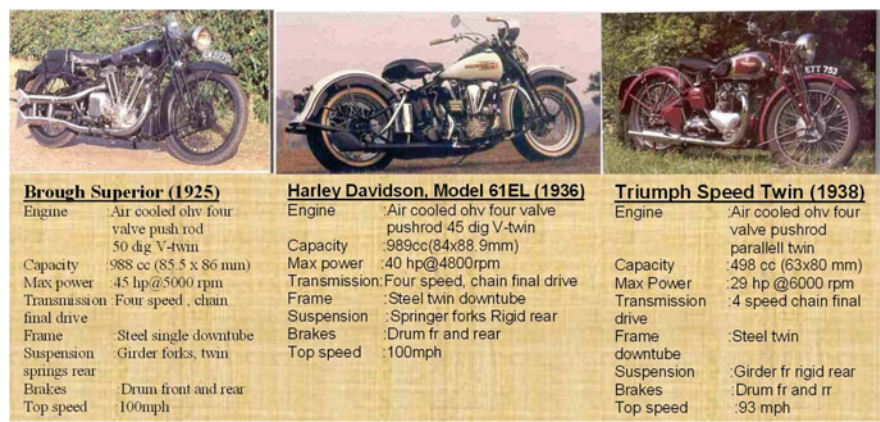 Brough Superior (1925)
Engine :Air cooled ohv four
valve push rod
50 dig V-twin
Capacity :988 cc (85.5 x 86 mm)
Max power :45 hp@5000 rpm
Transmission :Four speed , chain
final drive
Frame :Steel single downtube
Suspension :Girder forks, twin
springs rear
Brakes :Drum front and rear
Top speed :100mph
Harley Davidson, Model 61EL (1936)
Engine :Air cooled ohv four valve
pushrod 45 dig V-twin
Capacity :989cc(84x88.9mm)
Max power :40 hp@4800rpm
Transmission:Four speed, chain final drive
Frame :Steel twin downtube
Suspension :Springer forks Rigid rear
Brakes :Drum fr and rear
Top speed :100mph
ETT 753
Triumph Speed Twin (1938)
Engine :Air cooled ohv four
valve pushrod
parallell twin
Capacity :498 cc (63x80 mm)
Max Power :29 hp @6000 rpm
Transmission :4 speed chain final
drive
Frame :Steel twin
downtube
Suspension :Girder fr rigid rear
Brakes :Drum fr and rr
Top speed :93 mph